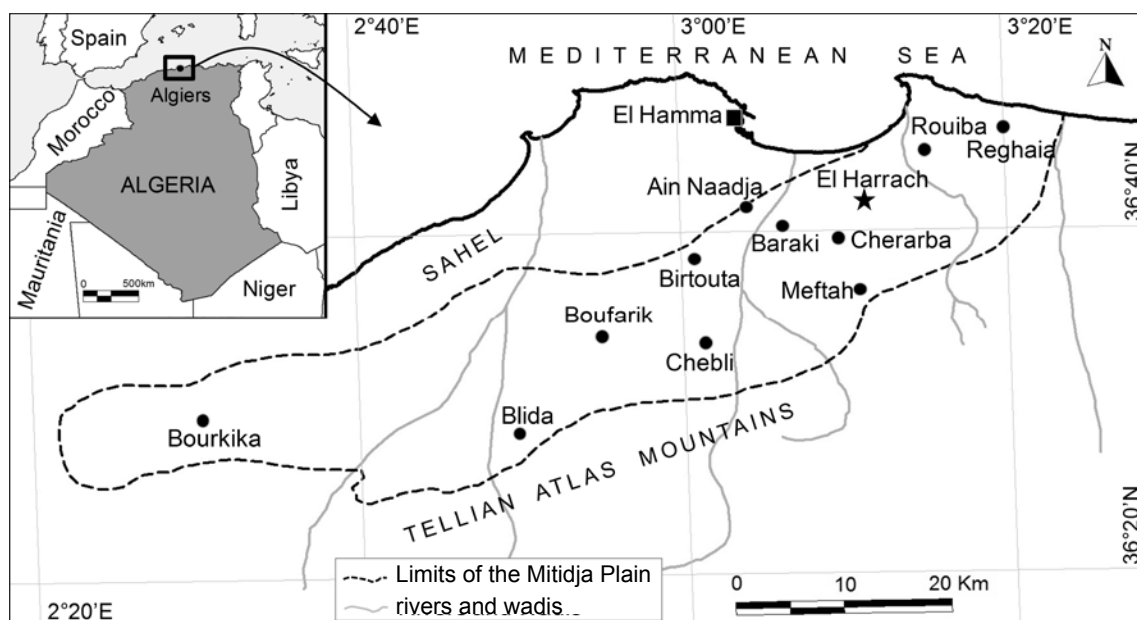 2°40'E
3°00'E
3°20'E
Spain
Algiers
Morocco
ALGERIA
Libya
Mauritania
0 500km
Niger
MEDITERRANEAN SEA
N
El Hamma
Rouiba
Reghaia
36°40'N
Ain Naadja
El Harrach
Baraki
Cherarba
SAHEL
Birtouta
Meftah
Boufarik
Chebli
Blida
Bourkika
TELLIAN ATLAS MOUNTAINS
36°20'N
Limits of the Mitidja Plain
rivers and wadis
0 10 20 Km
2°20'E